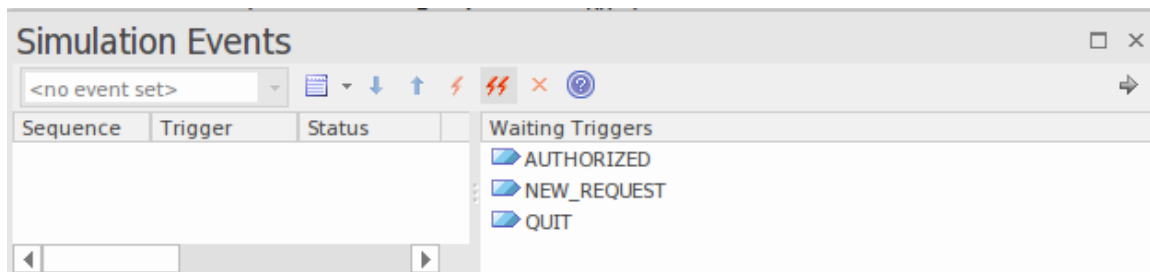 Simulation Events
<no event set>
Sequence Trigger Status
Waiting Triggers
AUTHORIZED
NEW_REQUEST
QUIT